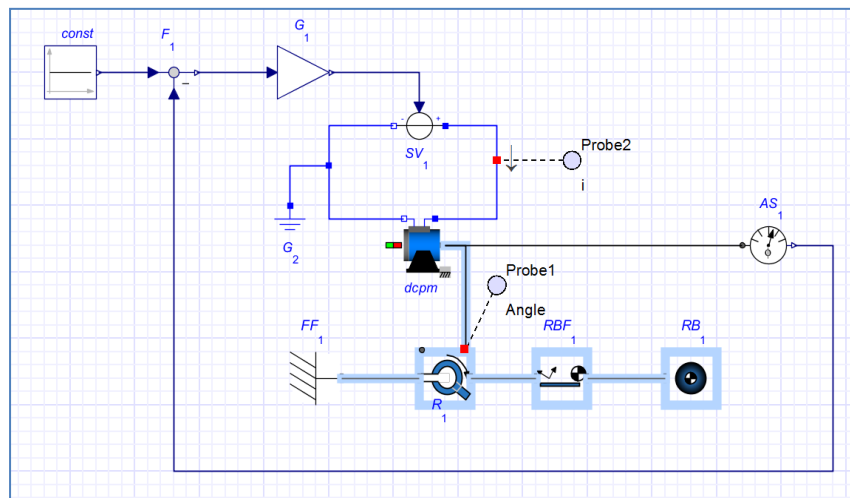 const
F
1
G
1
−
-
+
SV
1
Probe2
i
G
2
dcpm
AS
1
φ
Probe1
Angle
FF
1
RBF
1
RB
1
R
1